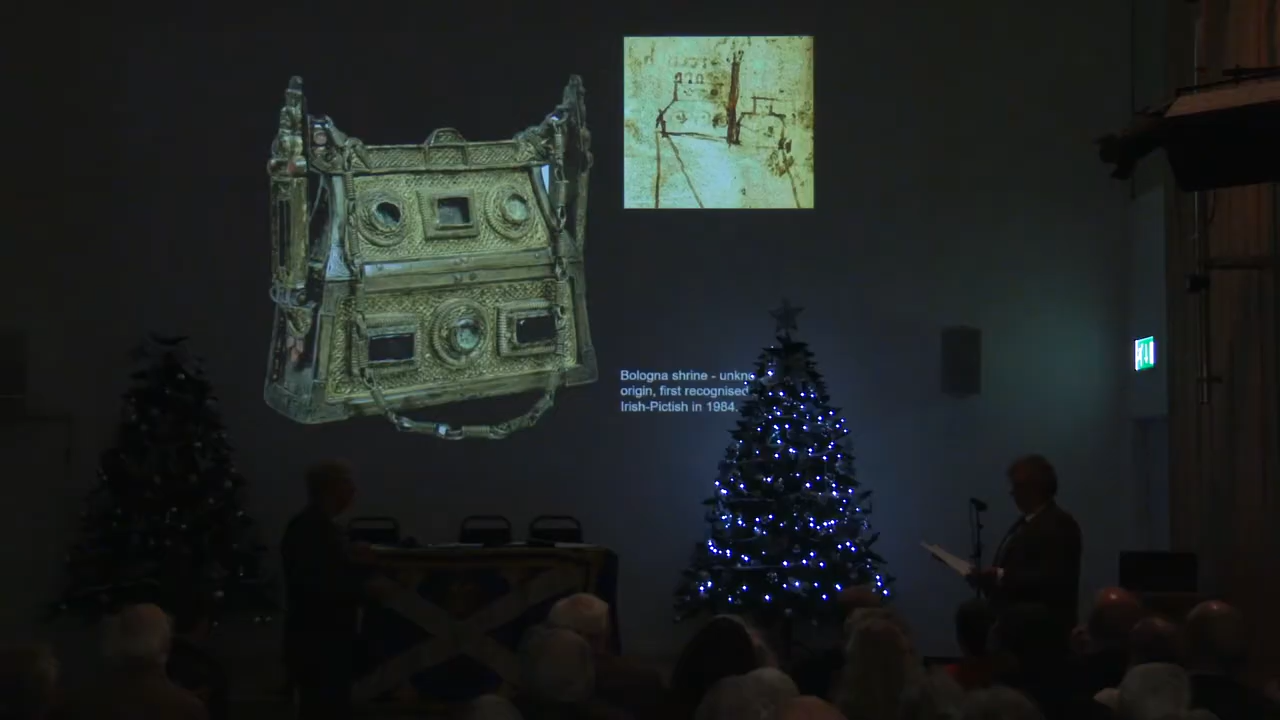 Bologna shrine - unkn
origin, first recognised
Irish-Pictish in 1984.